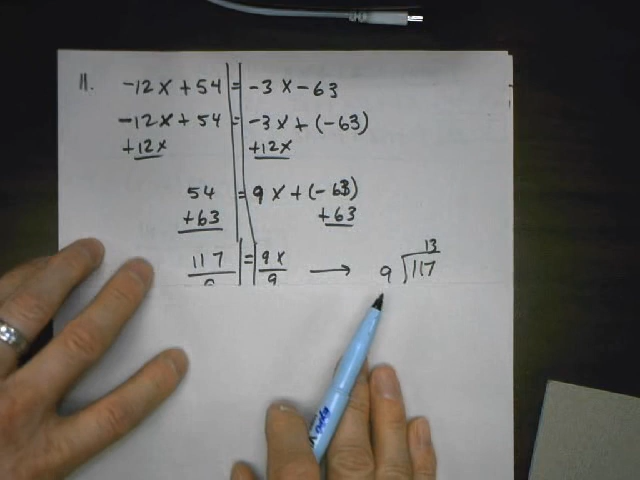 11. -12x + 54 = -3x - 63
-12x + 54 = -3x + (-63)
+12x +12x
54 = 9x + (-63)
+63 +63
117 = 9x → 13
9 9 9 117